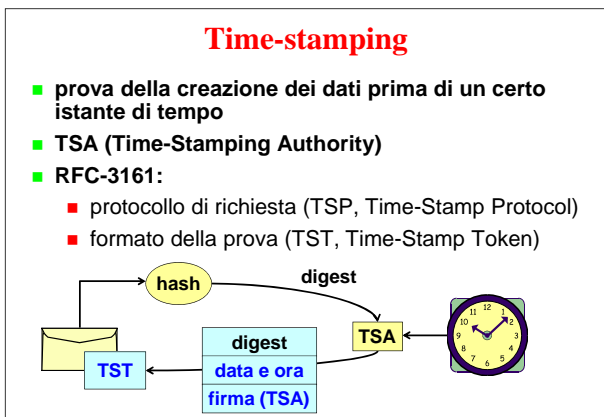 Time-stamping
prova della creazione dei dati prima di un certo
istante di tempo
TSA (Time-Stamping Authority)
RFC-3161:
protocollo di richiesta (TSP, Time-Stamp Protocol)
formato della prova (TST, Time-Stamp Token)
hash
digest
TSA
12
1
2
3
4
5
6
7
8
9
10
11
digest
data e ora
firma (TSA)
TST